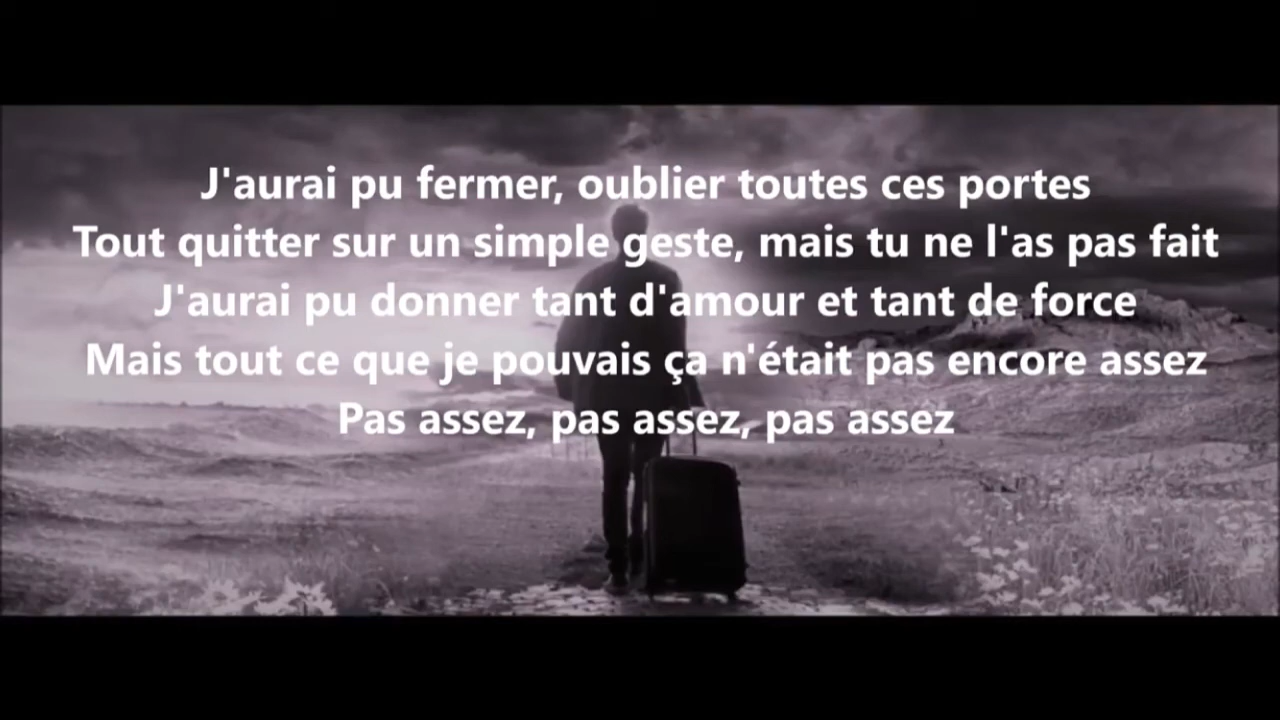 J'aurai pu fermer, oublier toutes ces portes
Tout quitter sur un simple geste, mais tu ne l'as pas fait
J'aurai pu donner tant d'amour et tant de force
Mais tout ce que je pouvais ça n'était pas encore assez
Pas assez, pas assez, pas assez